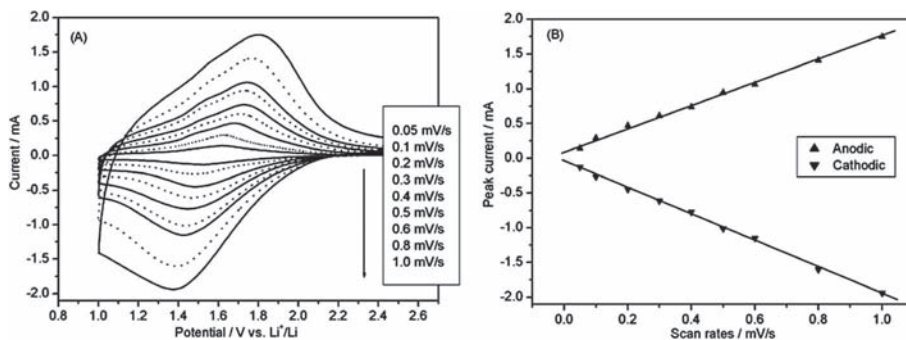 (A)
2.0
1.5
1.0
0.5
0.0
-0.5
-1.0
-1.5
-2.0
Current / mA
0.8 1.0 1.2 1.4 1.6 1.8 2.0 2.2 2.4 2.6
Potential / V vs. Li⁺/Li
0.05 mV/s
0.1 mV/s
0.2 mV/s
0.3 mV/s
0.4 mV/s
0.5 mV/s
0.6 mV/s
0.8 mV/s
1.0 mV/s
(B)
2.0
1.5
1.0
0.5
0.0
-0.5
-1.0
-1.5
-2.0
Peak current / mA
0.0 0.2 0.4 0.6 0.8 1.0
Scan rates / mV/s
Anodic
Cathodic